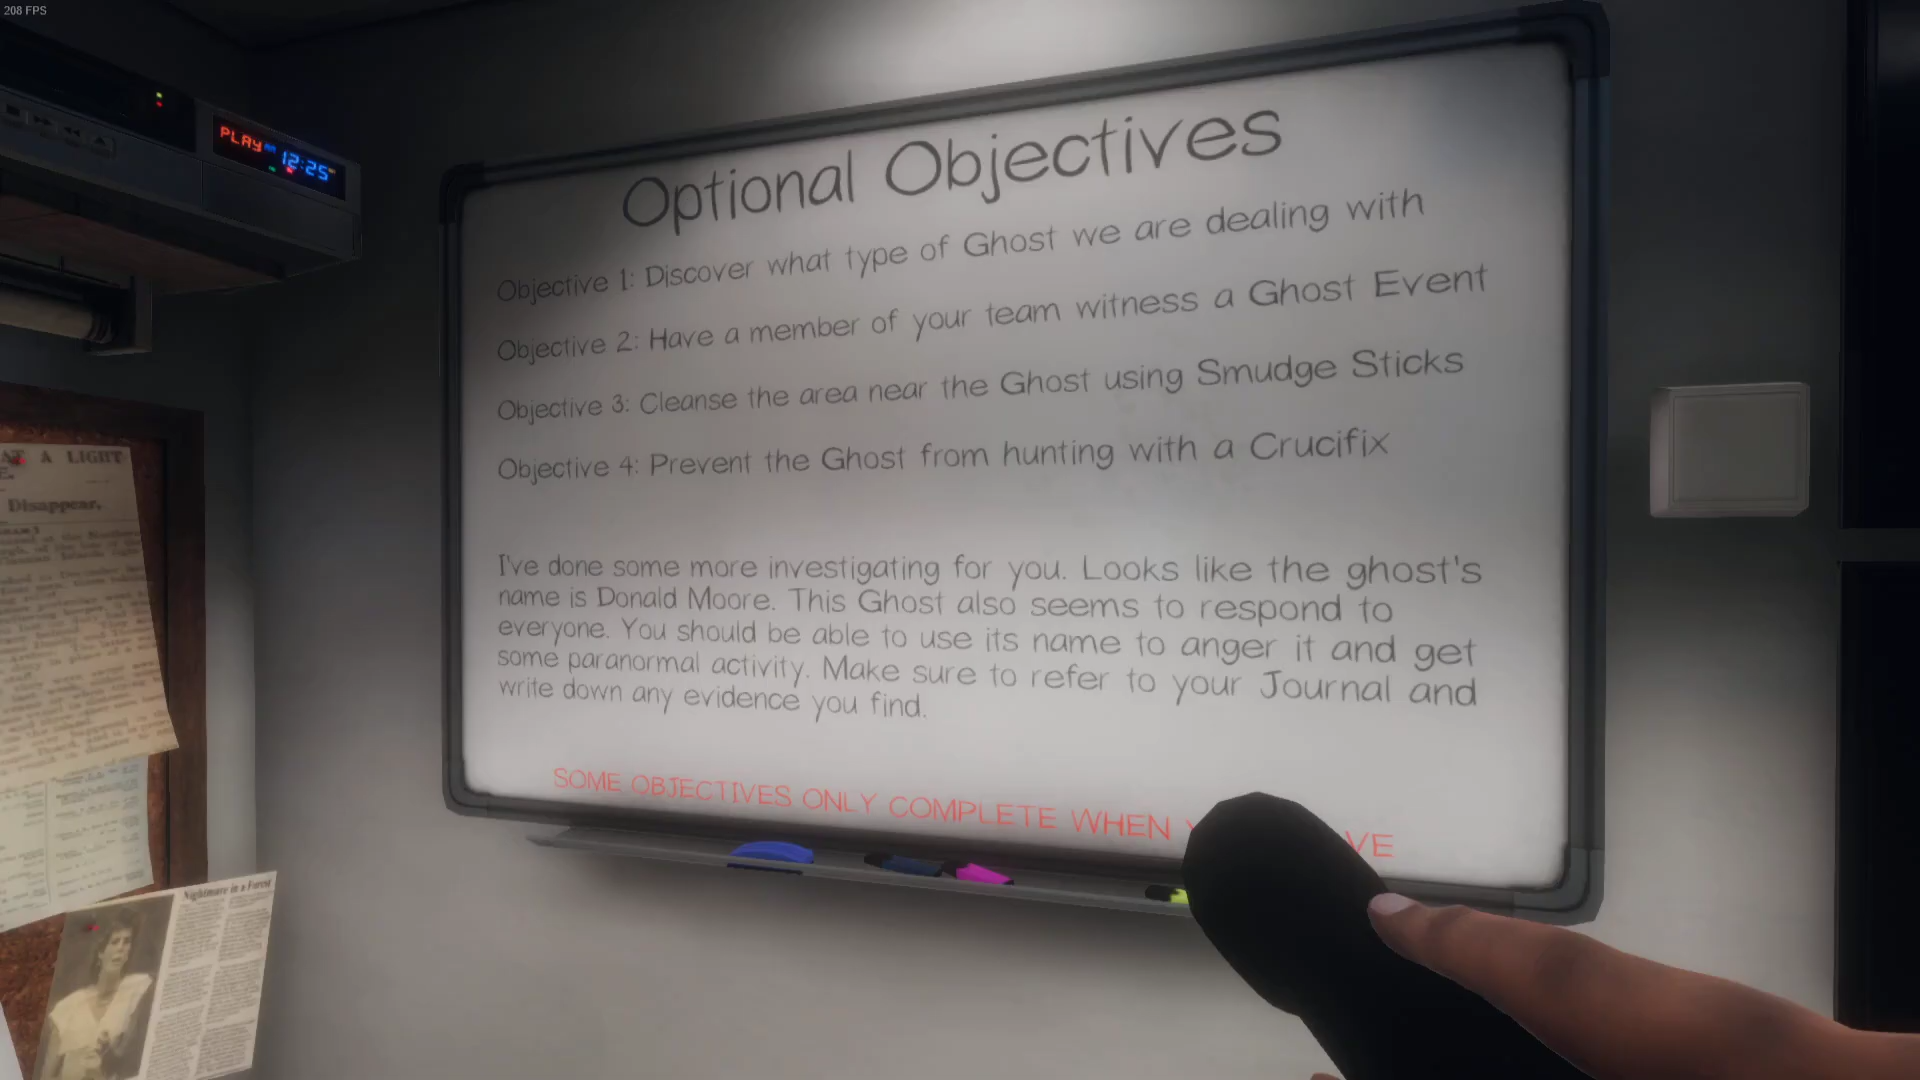 208 FPS
PLAY 12:25
Optional Objectives
Objective 1: Discover what type of Ghost we are dealing with
Objective 2: Have a member of your team witness a Ghost Event
Objective 3: Cleanse the area near the Ghost using Smudge Sticks
Objective 4: Prevent the Ghost from hunting with a Crucifix
I've done some more investigating for you. Looks like the ghost's
name is Donald Moore. This Ghost also seems to respond to
everyone. You should be able to use its name to anger it and get
some paranormal activity. Make sure to refer to your Journal and
write down any evidence you find.
SOME OBJECTIVES ONLY COMPLETE WHEN
AT A LIGHT
Disappear.
Nightmare in a Forest